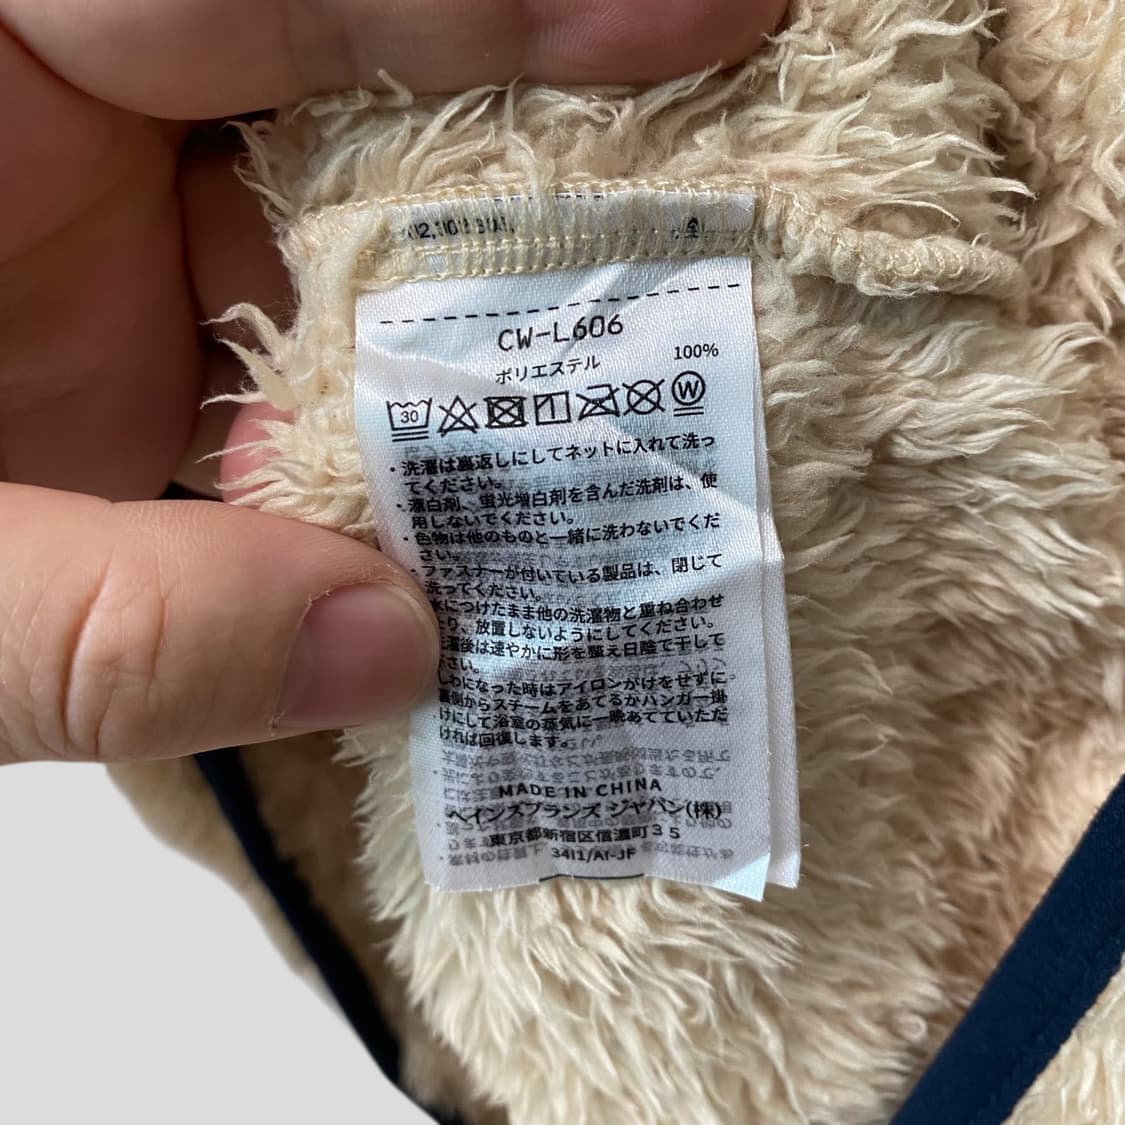 CW-L606
ポリエステル 100%
30
W
・洗濯は裏返しにしてネットに入れて洗っ
てください。
・漂白剤、蛍光増白剤を含んだ洗剤は、使
用しないでください。
・色物は他のものと一緒に洗わないでくだ
さい。
・ファスナーが付いている製品は、閉じて
洗ってください。
水につけたまま他の洗濯物と重ね合わせ
たり、放置しないようにしてください。
洗濯後は速やかに形を整え日陰で干して
ださい。
しわになった時はアイロンがけをせずに
裏側からスチームをあてるかハンガー掛
けにして浴室の蒸気に一晩あてていただ
ければ回復します。
MADE IN CHINA
ヘインズブランズ ジャパン(株)
東京都新宿区信濃町35
3411/A1-JF